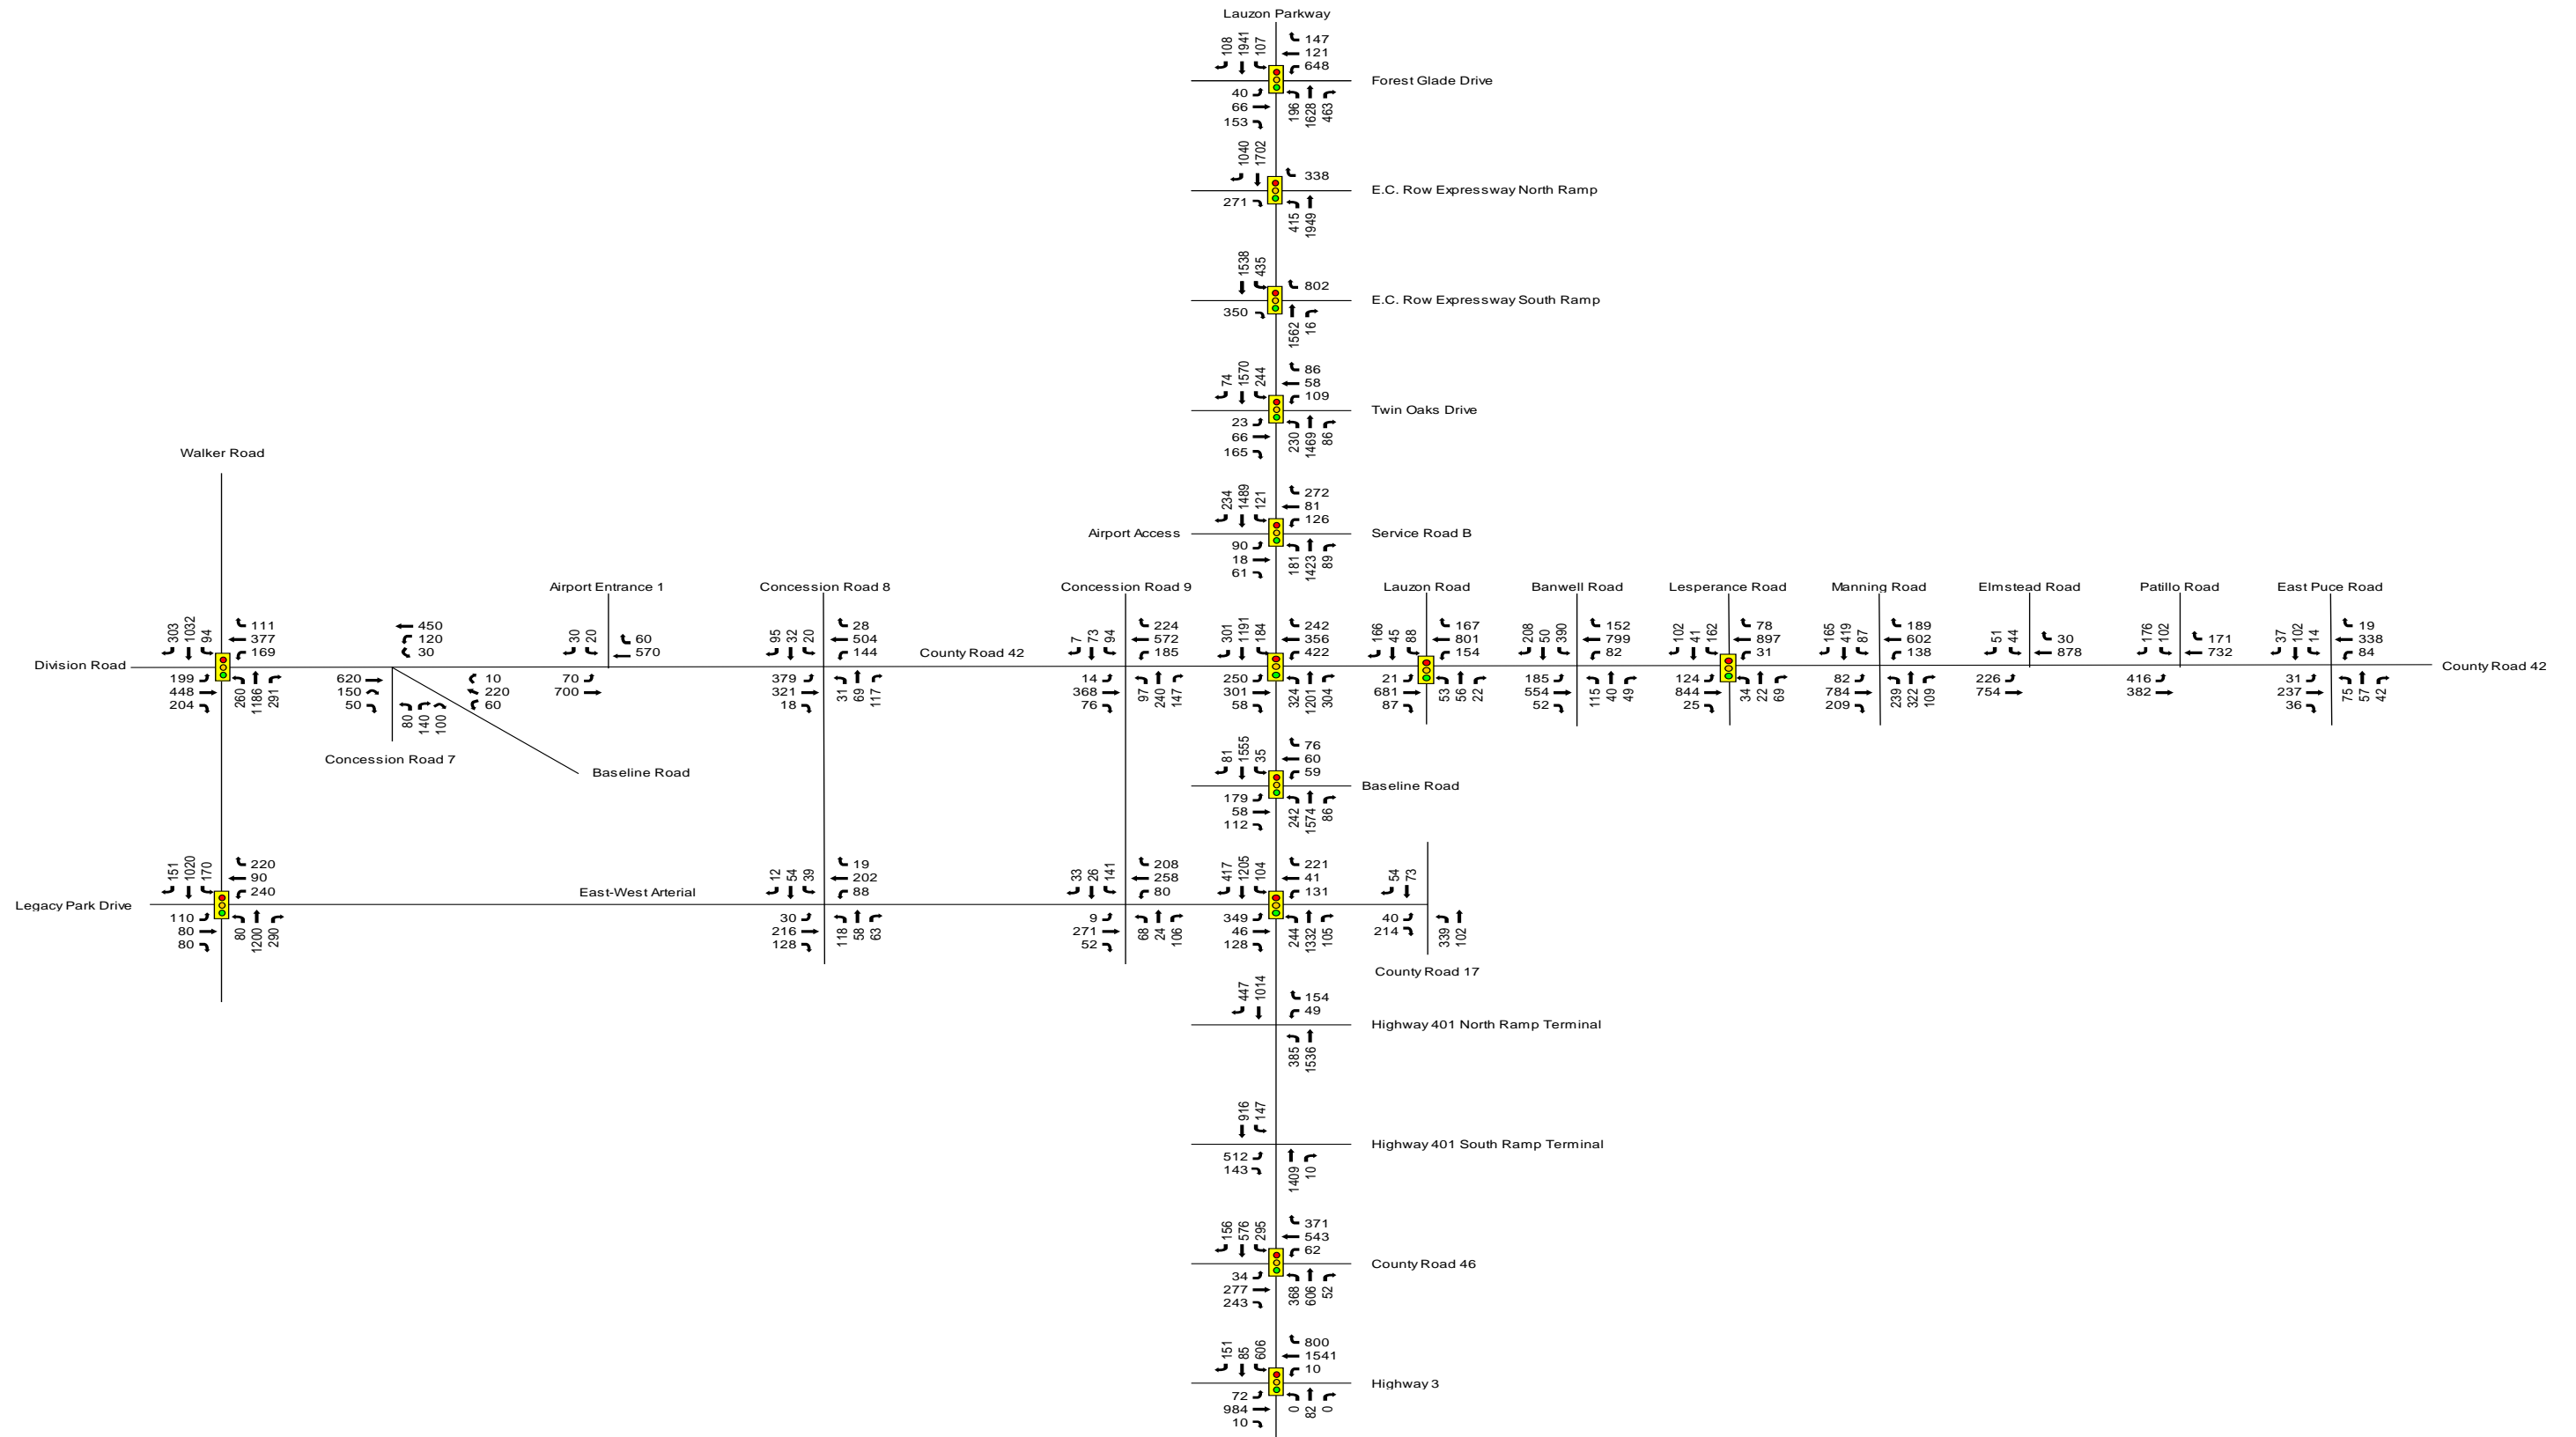 Lauzon Parkway
108 1941 107
147
121
648
Forest Glade Drive
40
66
153
196 1628 463
1040 1702
338
E.C. Row Expressway North Ramp
271
415 1949
1538 435
802
E.C. Row Expressway South Ramp
350
1562 16
74 1570 244
86
58
109
Twin Oaks Drive
23
66
165
230 1469 86
234 1489 121
272
81
126
Airport Access
Service Road B
90
18
61
181 1423 89
Walker Road
303 1032 94
111
377
169
Division Road
199
448
204
260 1186 291
450
120
30
620
150
50
10
220
60
80 140 100
Concession Road 7
Baseline Road
Airport Entrance 1
30 20
60
570
70
700
Concession Road 8
95 32 20
28
504
144
379
321
18
31 69 117
County Road 42
Concession Road 9
7 73 94
224
572
185
14
368
76
97 240 147
301 1191 184
242
356
422
250
301
58
324 1201 304
Lauzon Road
166 45 88
167
801
154
21
681
87
53 56 22
Banwell Road
208 50 390
152
799
82
185
554
52
115 40 49
Lesperance Road
102 41 162
78
897
31
124
844
25
34 22 69
Manning Road
165 419 87
189
602
138
82
784
209
239 322 109
Elmstead Road
51 44
30
878
226
754
Patillo Road
176 102
171
732
416
382
East Puce Road
37 102 14
19
338
84
31
237
36
75 57 42
County Road 42
81 1555 35
76
60
59
Baseline Road
179
58
112
242 1574 86
151 1020 170
220
90
240
Legacy Park Drive
110
80
80
80 1200 290
East-West Arterial
12 54 39
19
202
88
30
216
128
118 58 63
33 26 141
208
258
80
9
271
52
68 24 106
417 1205 104
221
41
131
349
46
128
244 1332 105
54 73
40
214
339 102
County Road 17
447 1014
154
49
Highway 401 North Ramp Terminal
385 1536
916 147
Highway 401 South Ramp Terminal
512
143
1409 10
156 576 295
371
543
62
County Road 46
34
277
243
368 606 52
151 85 606
800
1541
10
Highway 3
72
984
10
0 82 0